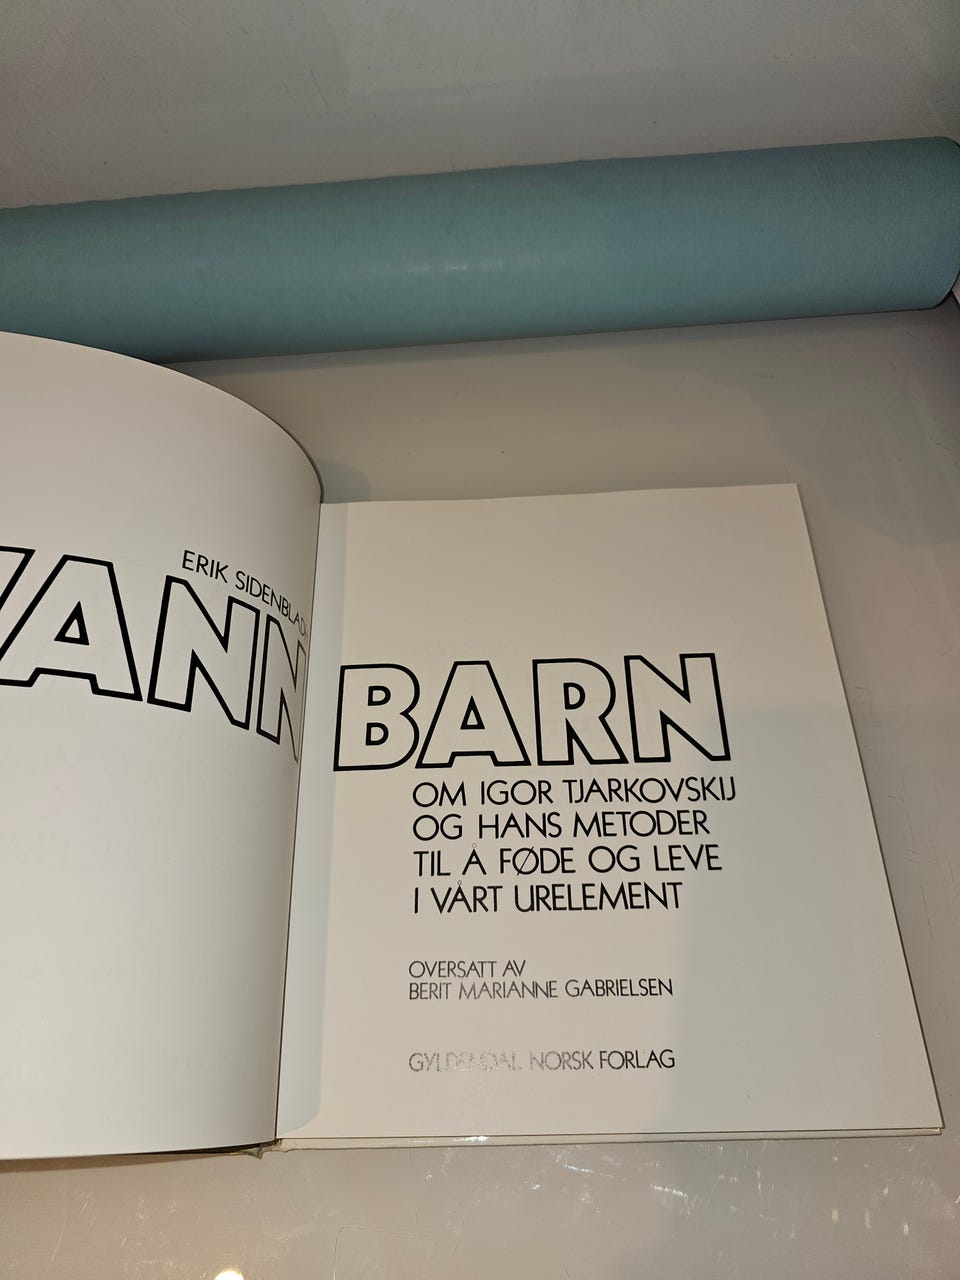 ERIK SIDENBLADH
VANN BARN
OM IGOR TJARKOVSKIJ
OG HANS METODER
TIL Å FØDE OG LEVE
I VÅRT URELEMENT
OVERSATT AV
BERIT MARIANNE GABRIELSEN
GYLDENDAL NORSK FORLAG